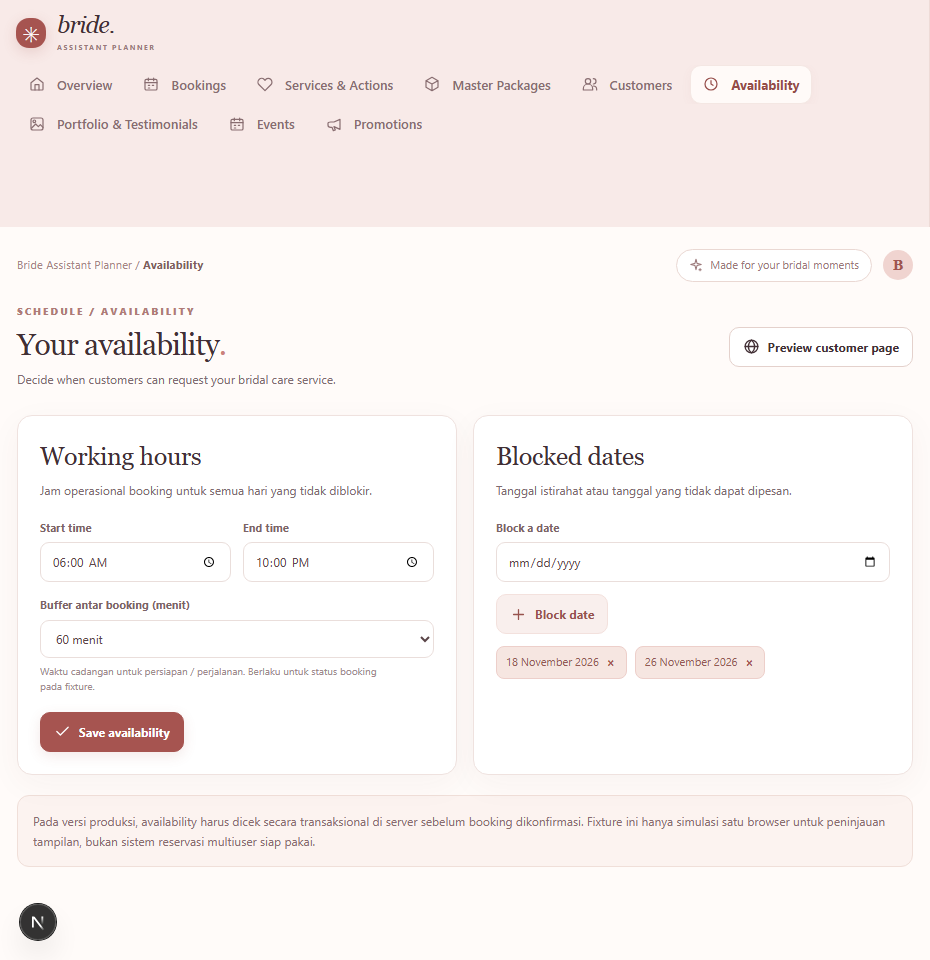 bride.
ASSISTANT PLANNER
Overview
Bookings
Services & Actions
Master Packages
Customers
Availability
Portfolio & Testimonials
Events
Promotions
Bride Assistant Planner / Availability
Made for your bridal moments
B
SCHEDULE / AVAILABILITY
Your availability.
Preview customer page
Decide when customers can request your bridal care service.
Working hours
Jam operasional booking untuk semua hari yang tidak diblokir.
Start time
End time
06:00 AM
10:00 PM
Buffer antar booking (menit)
60 menit
Waktu cadangan untuk persiapan / perjalanan. Berlaku untuk status booking
pada fixture.
Save availability
Blocked dates
Tanggal istirahat atau tanggal yang tidak dapat dipesan.
Block a date
mm/dd/yyyy
+ Block date
18 November 2026 ×
26 November 2026 ×
Pada versi produksi, availability harus dicek secara transaksional di server sebelum booking dikonfirmasi. Fixture ini hanya simulasi satu browser untuk peninjauan
tampilan, bukan sistem reservasi multiuser siap pakai.
N